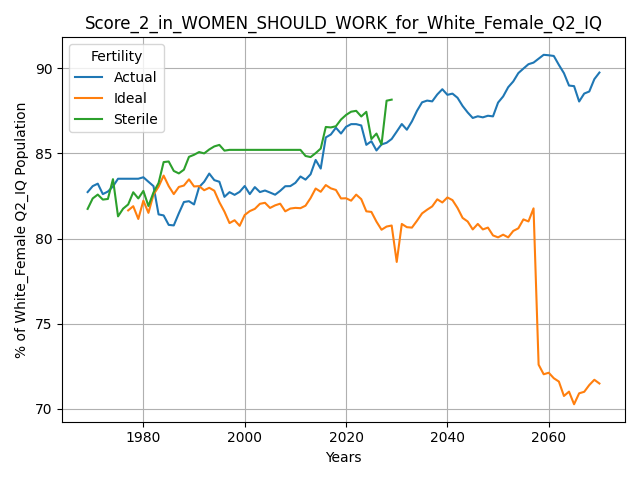 Score_2_in_WOMEN_SHOULD_WORK_for_White_Female_Q2_IQ
Fertility
Actual
Ideal
Sterile
% of White_Female Q2_IQ Population
90
85
80
75
70
1980
2000
2020
2040
2060
Years